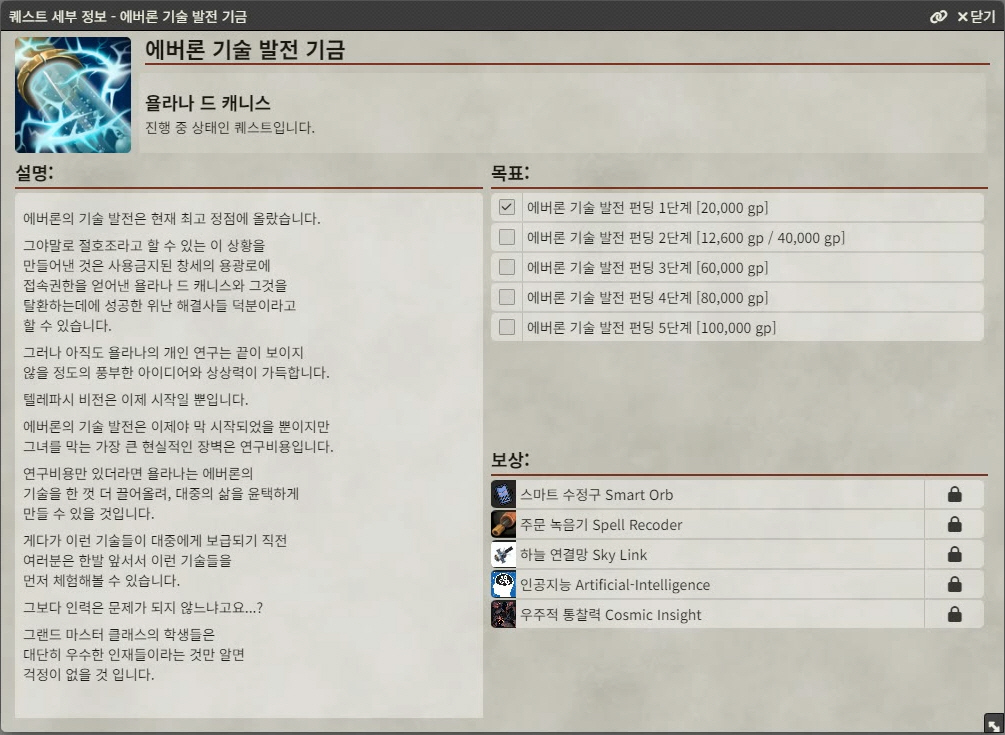 퀘스트 세부 정보 - 에버론 기술 발전 기금
닫기
에버론 기술 발전 기금
욜라나 드 캐니스
진행 중 상태인 퀘스트입니다.
설명:
에버론의 기술 발전은 현재 최고 정점에 올랐습니다.
그야말로 절호조라고 할 수 있는 이 상황을
만들어낸 것은 사용금지된 창세의 용광로에
접속권한을 얻어낸 욜라나 드 캐니스와 그것을
탈환하는데에 성공한 위난 해결사들 덕분이라고
할 수 있습니다.
그러나 아직도 욜라나의 개인 연구는 끝이 보이지
않을 정도의 풍부한 아이디어와 상상력이 가득합니다.
텔레파시 비전은 이제 시작일 뿐입니다.
에버론의 기술 발전은 이제야 막 시작되었을 뿐이지만
그녀를 막는 가장 큰 현실적인 장벽은 연구비용입니다.
연구비용만 있더라면 욜라나는 에버론의
기술을 한 껏 더 끌어올려, 대중의 삶을 윤택하게
만들 수 있을 것입니다.
게다가 이런 기술들이 대중에게 보급되기 직전
여러분은 한발 앞서서 이런 기술들을
먼저 체험해볼 수 있습니다.
그보다 인력은 문제가 되지 않느냐고요...?
그랜드 마스터 클래스의 학생들은
대단히 우수한 인재들이라는 것만 알면
걱정이 없을 것 입니다.
목표:
에버론 기술 발전 펀딩 1단계 [20,000 gp]
에버론 기술 발전 펀딩 2단계 [12,600 gp / 40,000 gp]
에버론 기술 발전 펀딩 3단계 [60,000 gp]
에버론 기술 발전 펀딩 4단계 [80,000 gp]
에버론 기술 발전 펀딩 5단계 [100,000 gp]
보상:
스마트 수정구 Smart Orb
주문 녹음기 Spell Recoder
하늘 연결망 Sky Link
인공지능 Artificial-Intelligence
우주적 통찰력 Cosmic Insight